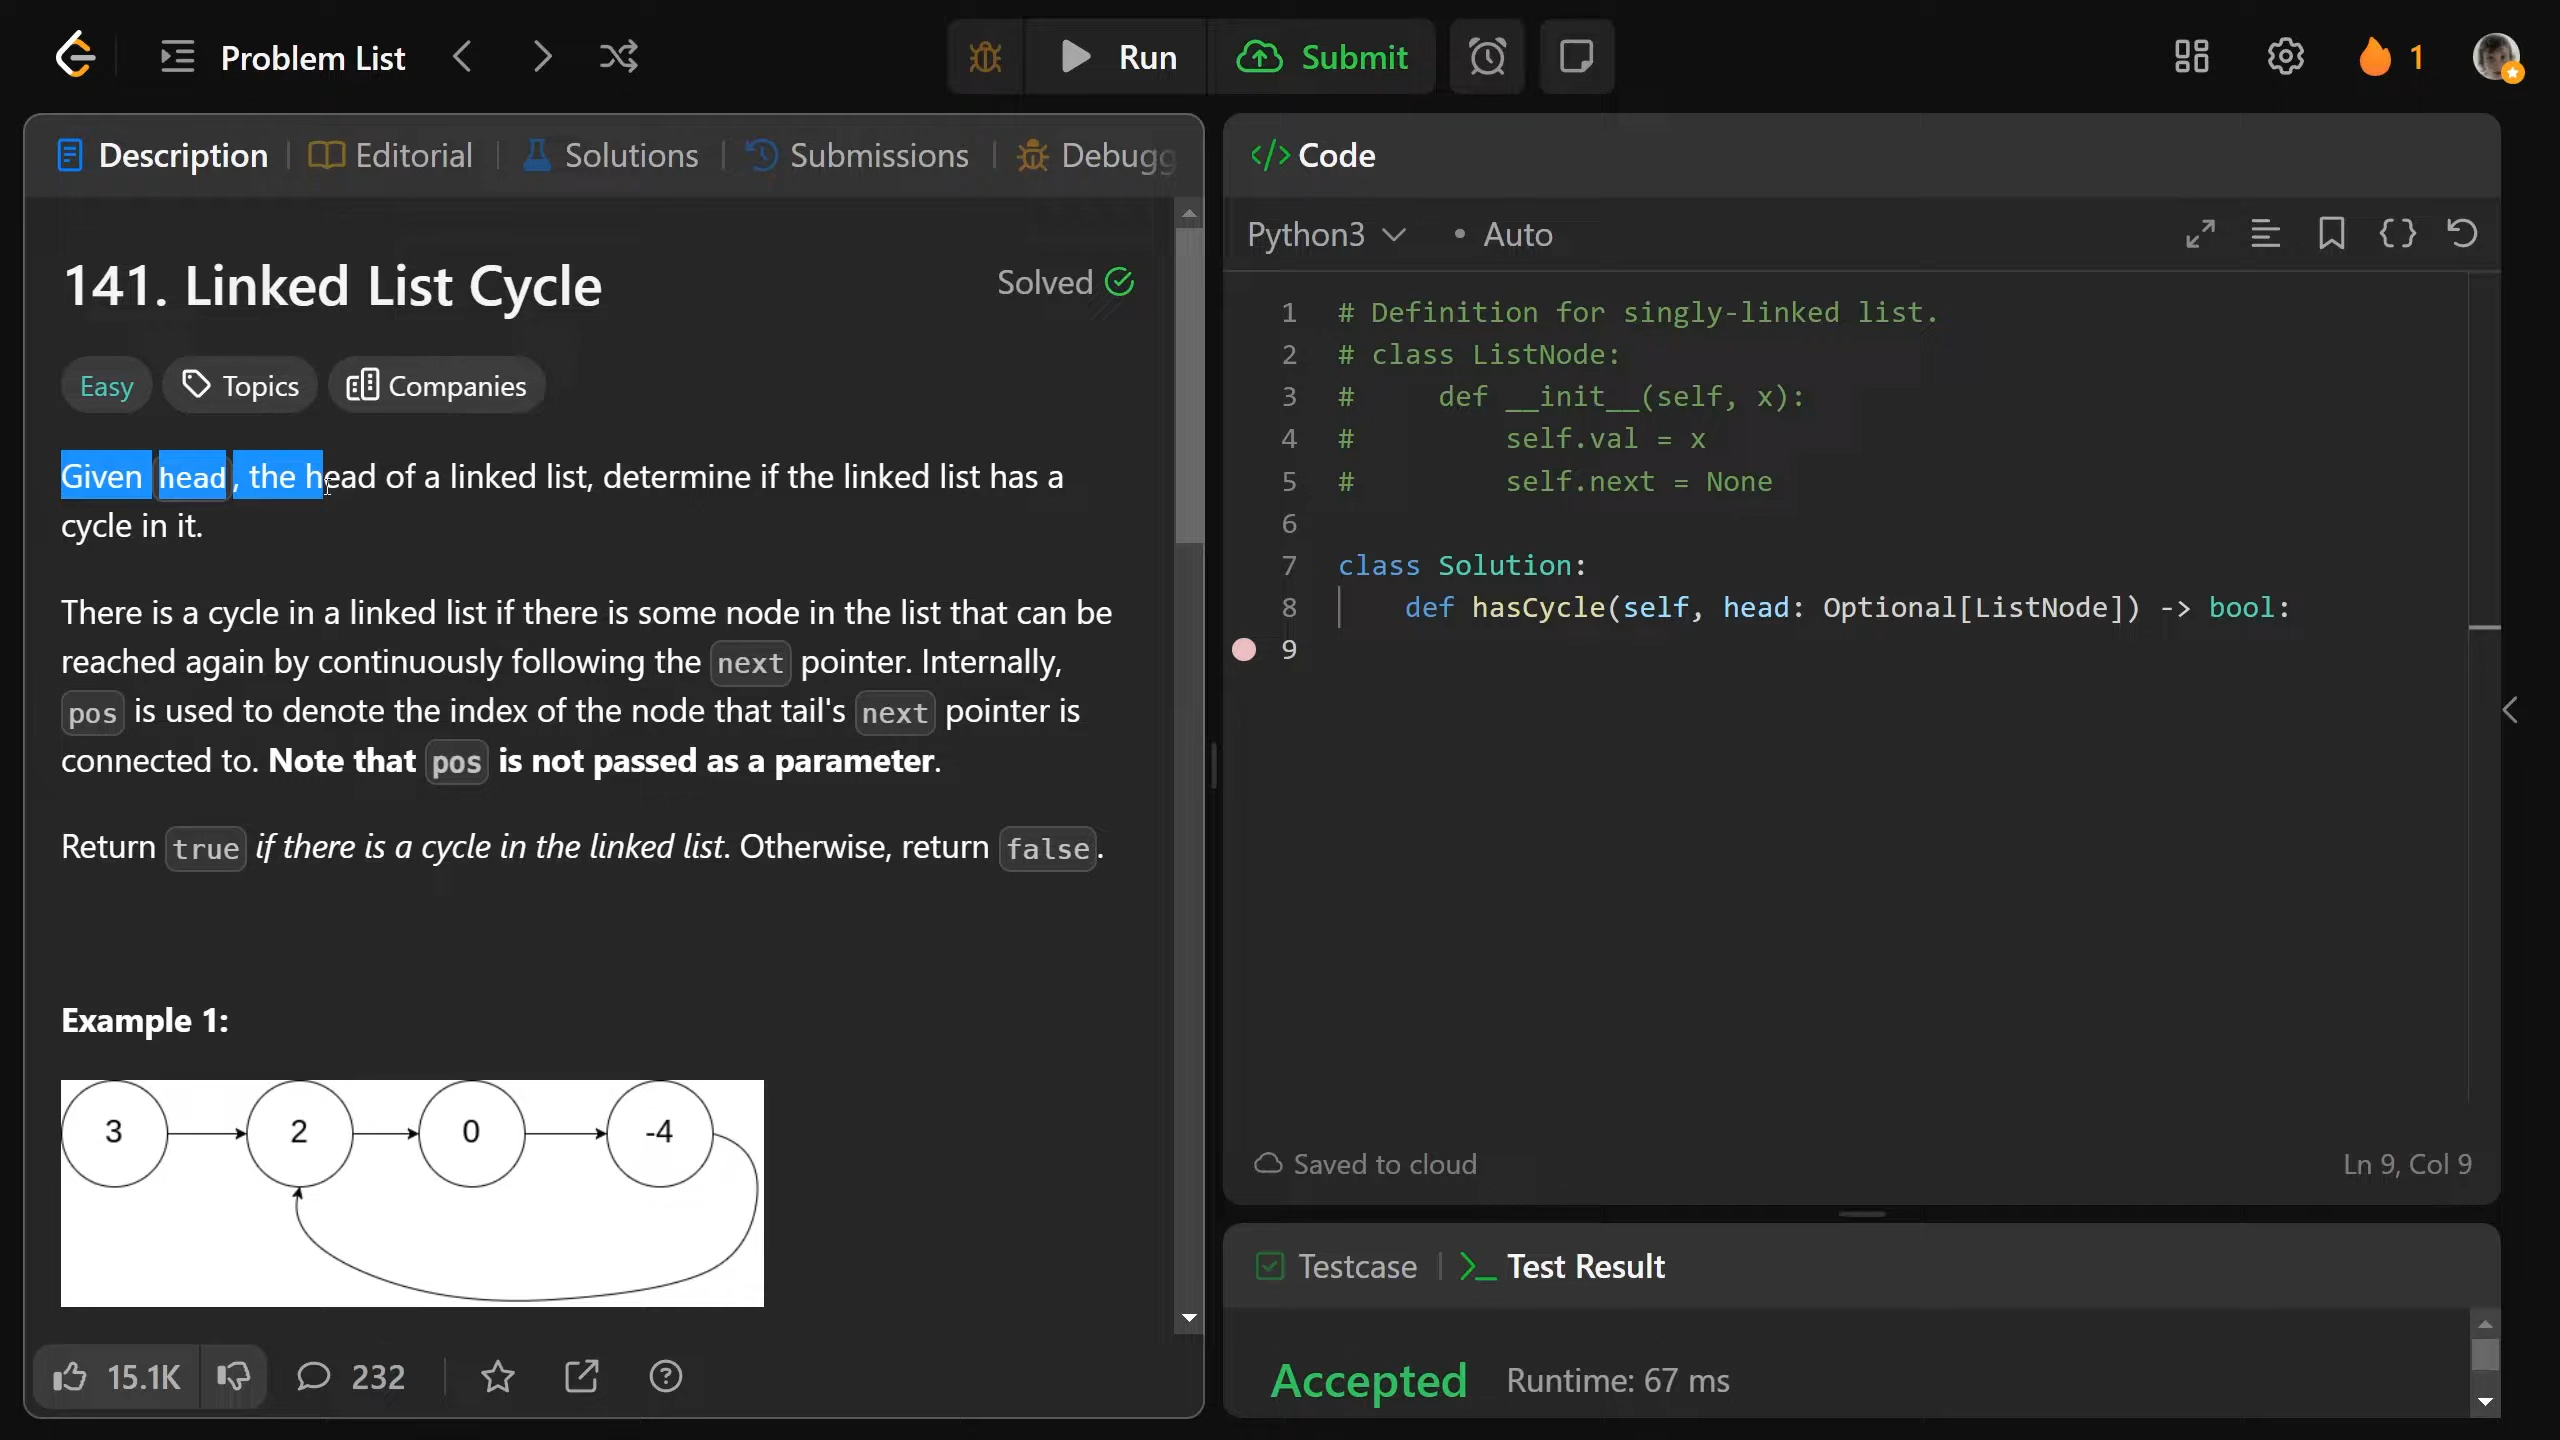 Problem List
Run
Submit
1
Description
Editorial
Solutions
Submissions
Debugg
Code
Python3
Auto
141. Linked List Cycle
Solved
Easy
Topics
Companies
Given head, the head of a linked list, determine if the linked list has a
cycle in it.
There is a cycle in a linked list if there is some node in the list that can be
reached again by continuously following the next pointer. Internally,
pos is used to denote the index of the node that tail's next pointer is
connected to. Note that pos is not passed as a parameter.
Return true if there is a cycle in the linked list. Otherwise, return false.
Example 1:
3 2 0 -4
15.1K
232
1 # Definition for singly-linked list.
2 # class ListNode:
3 #     def __init__(self, x):
4 #         self.val = x
5 #         self.next = None
6
7 class Solution:
8     def hasCycle(self, head: Optional[ListNode]) -> bool:
9
Saved to cloud
Ln 9, Col 9
Testcase
>_ Test Result
Accepted
Runtime: 67 ms